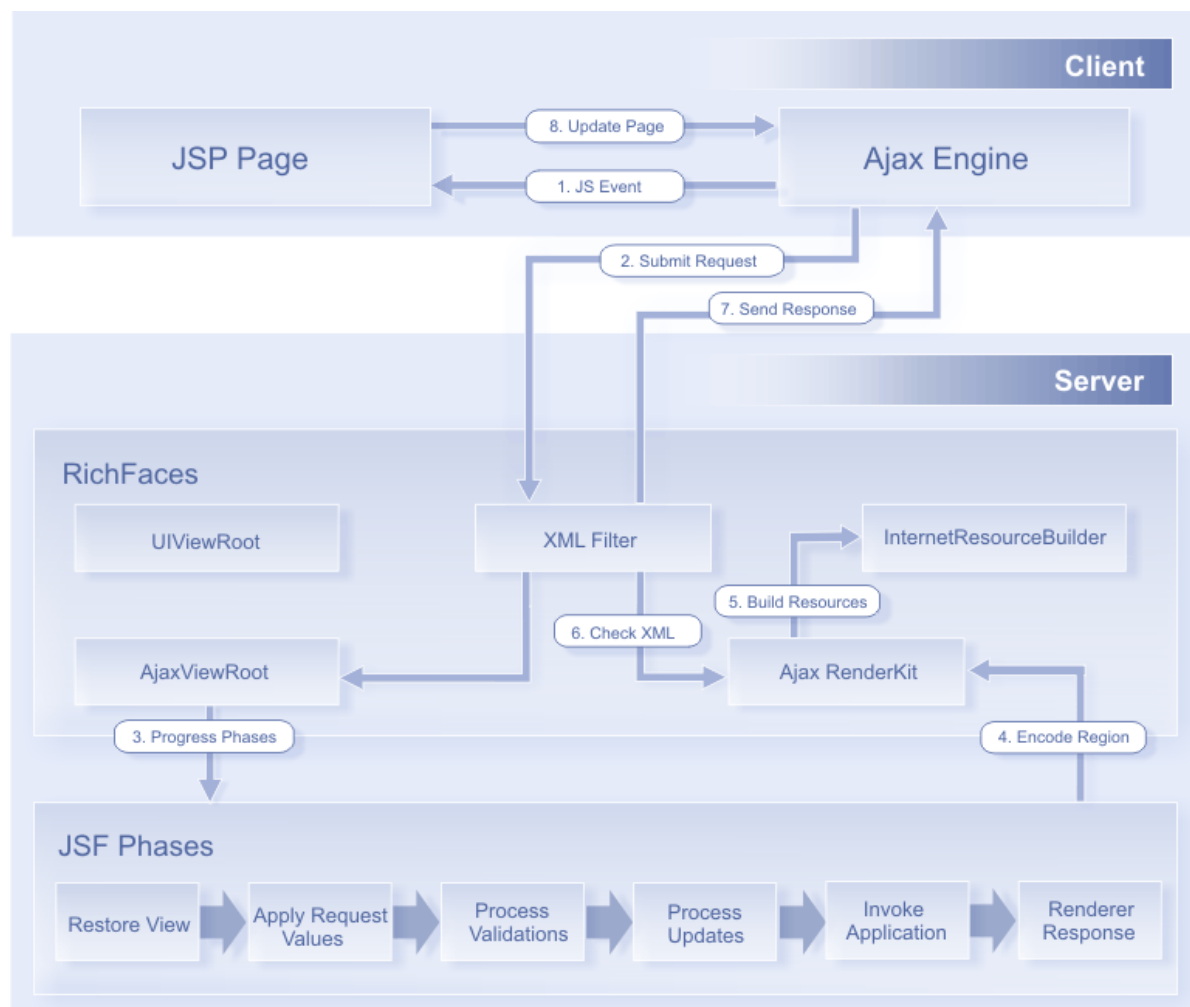 Client
JSP Page
8. Update Page
Ajax Engine
1. JS Event
2. Submit Request
7. Send Response
Server
RichFaces
UIViewRoot
XML Filter
InternetResourceBuilder
5. Build Resources
6. Check XML
AjaxViewRoot
Ajax RenderKit
3. Progress Phases
4. Encode Region
JSF Phases
Restore View
Apply Request
Values
Process
Validations
Process
Updates
Invoke
Application
Renderer
Response